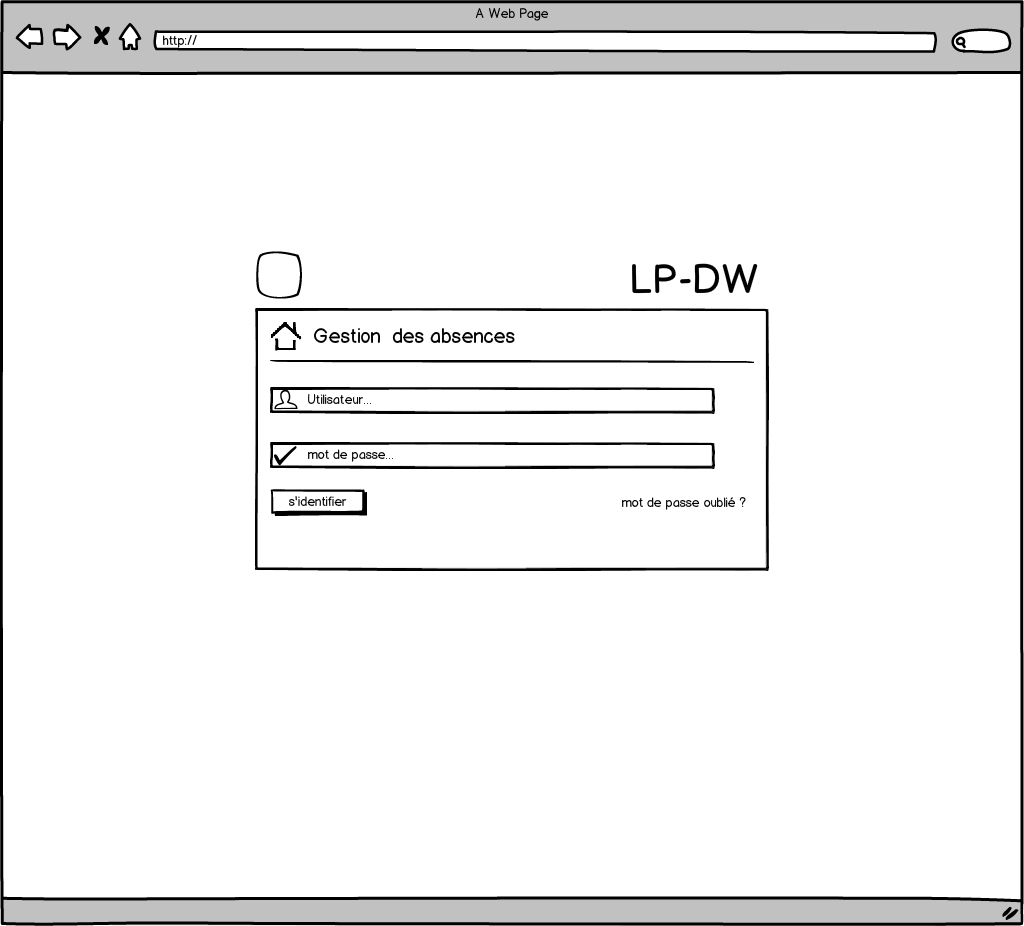 A Web Page
http://
LP-DW
Gestion des absences
Utilisateur...
mot de passe...
s'identifier
mot de passe oublié ?